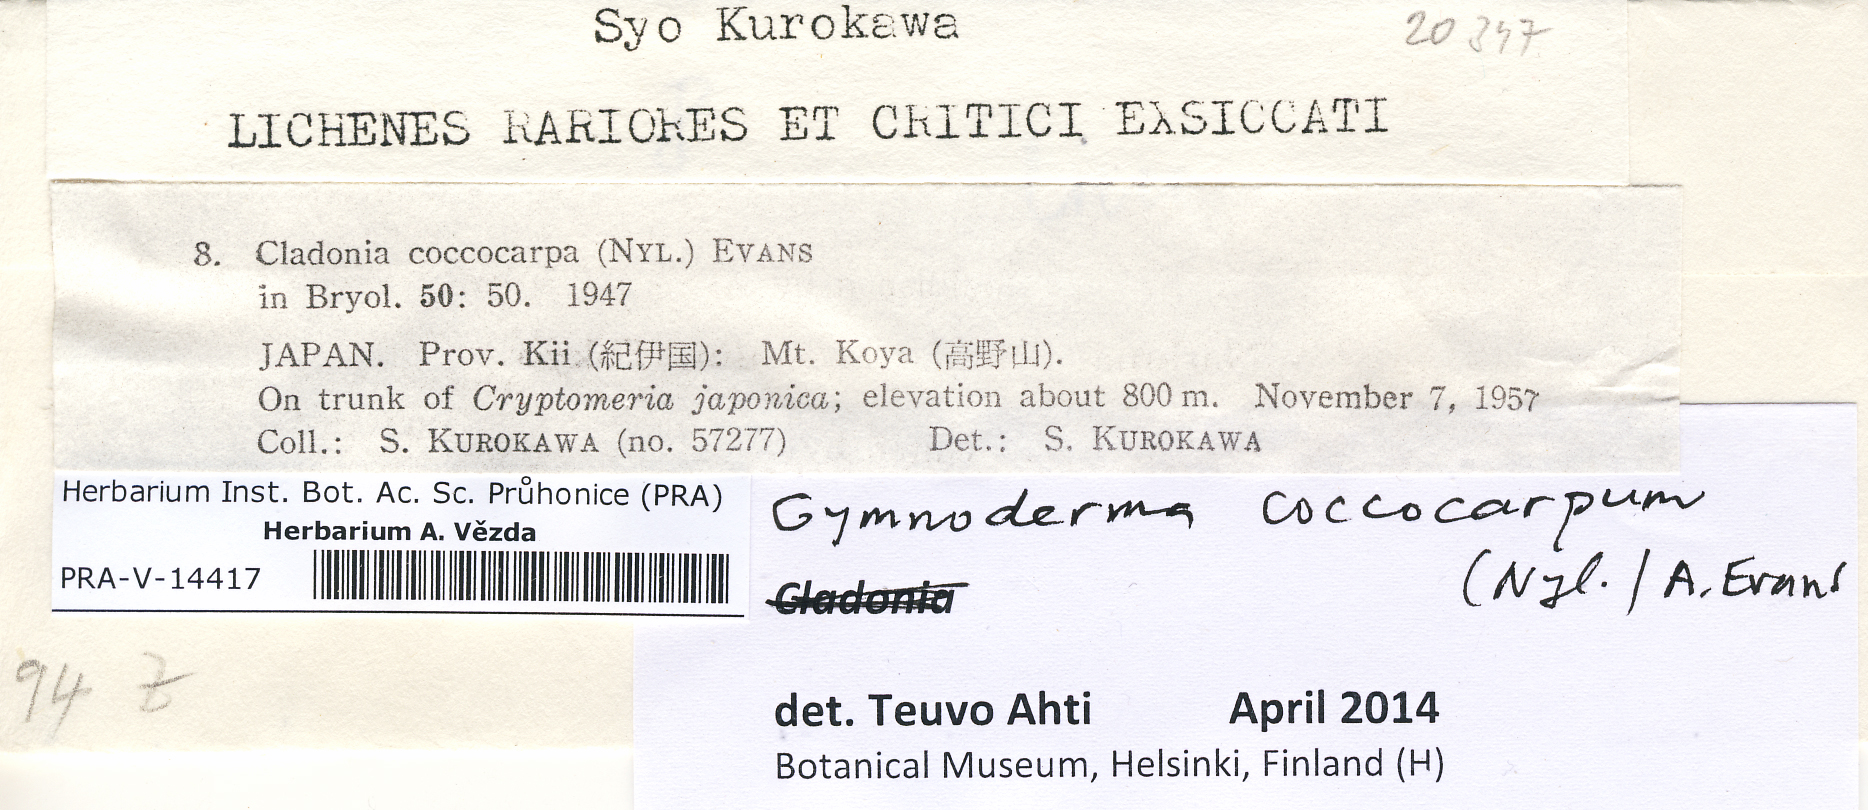 Syo Kurokawa
20347
LICHENES RARIORES ET CRITICI EXSICCATI
8. Cladonia coccocarpa (NYL.) EVANS
in Bryol. 50: 50. 1947
JAPAN. Prov. Kii (紀伊国): Mt. Koya (高野山).
On trunk of Cryptomeria japonica; elevation about 800 m. November 7, 1957
Coll.: S. KUROKAWA (no. 57277) Det.: S. KUROKAWA
Herbarium Inst. Bot. Ac. Sc. Průhonice (PRA)
Herbarium A. Vězda
PRA-V-14417
Gymnoderma coccocarpum
(Nyl.) A. Evans
Cladonia
det. Teuvo Ahti April 2014
Botanical Museum, Helsinki, Finland (H)
94 Z